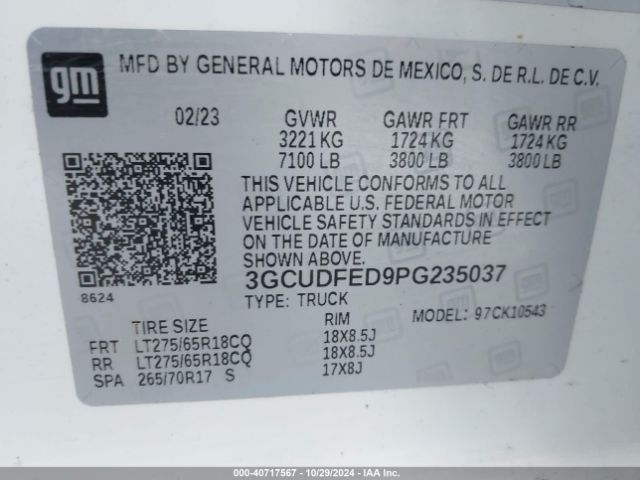 gm
MFD BY GENERAL MOTORS DE MEXICO, S. DE R.L. DE C.V.
02/23 GVWR GAWR FRT GAWR RR
3221 KG 1724 KG 1724 KG
7100 LB 3800 LB 3800 LB
THIS VEHICLE CONFORMS TO ALL
APPLICABLE U.S. FEDERAL MOTOR
VEHICLE SAFETY STANDARDS IN EFFECT
ON THE DATE OF MANUFACTURE
SHOWN ABOVE.
8624
3GCUDFED9PG235037
TYPE: TRUCK MODEL: 97CK10543
TIRE SIZE RIM
FRT LT275/65R18CQ 18X8.5J
RR LT275/65R18CQ 18X8.5J
SPA 265/70R17 S 17X8J
000-40717567 • 10/29/2024 • IAA Inc.